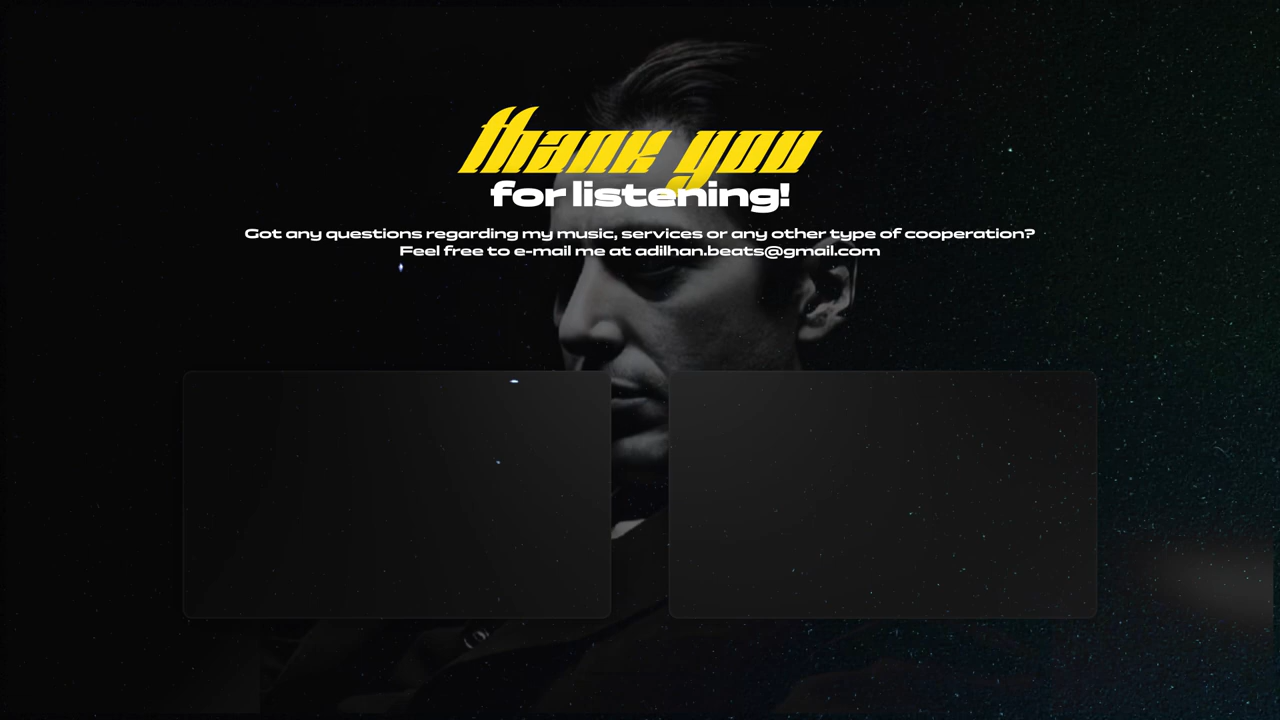 thank you
for listening!
Got any questions regarding my music, services or any other type of cooperation?
Feel free to e-mail me at adilhan.beats@gmail.com